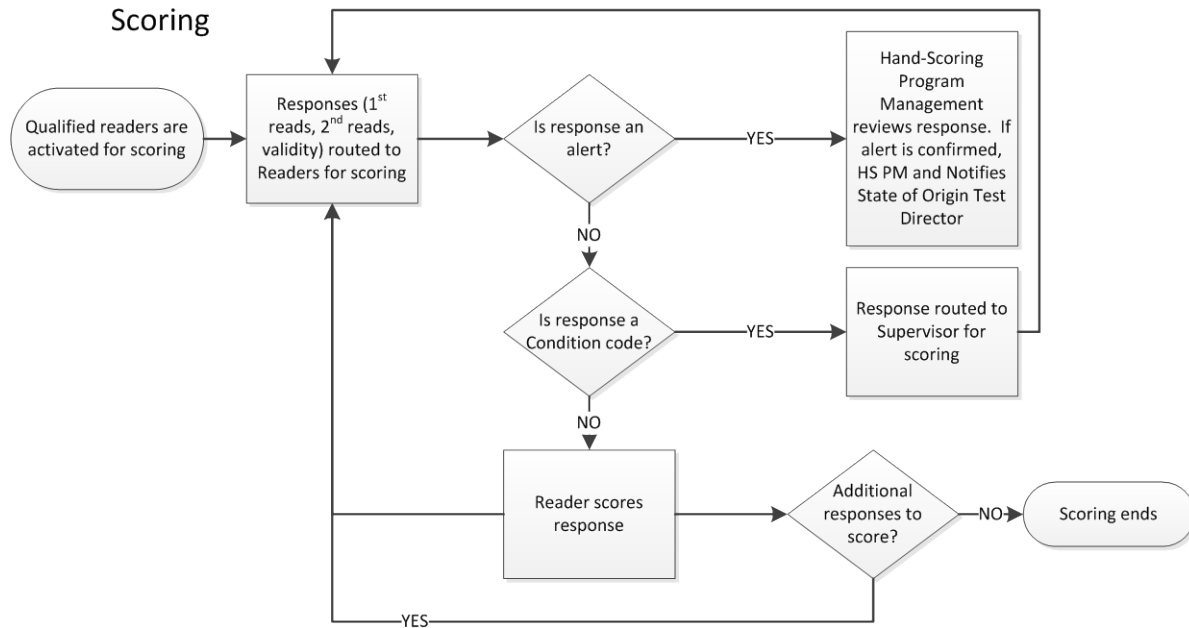 Scoring
Qualified readers are
activated for scoring
Responses (1st
reads, 2nd reads,
validity) routed to
Readers for scoring
Is response an
alert?
YES
Hand-Scoring
Program
Management
reviews response.  If
alert is confirmed,
HS PM and Notifies
State of Origin Test
Director
NO
Is response a
Condition code?
YES
Response routed to
Supervisor for
scoring
NO
Reader scores
response
Additional
responses to
score?
NO
Scoring ends
YES